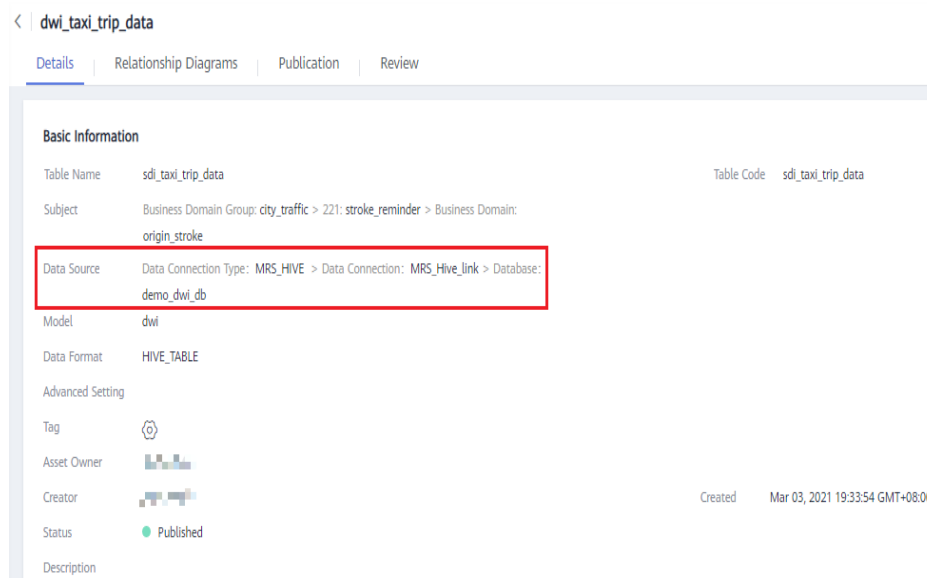 dwi_taxi_trip_data
Details Relationship Diagrams Publication Review
Basic Information
Table Name sdi_taxi_trip_data Table Code sdi_taxi_trip_data
Subject Business Domain Group: city_traffic > 221: stroke_reminder > Business Domain:
origin_stroke
Data Source Data Connection Type: MRS_HIVE > Data Connection: MRS_Hive_link > Database:
demo_dwi_db
Model dwi
Data Format HIVE_TABLE
Advanced Setting
Tag
Asset Owner
Creator Created Mar 03, 2021 19:33:54 GMT+08:0
Status Published
Description